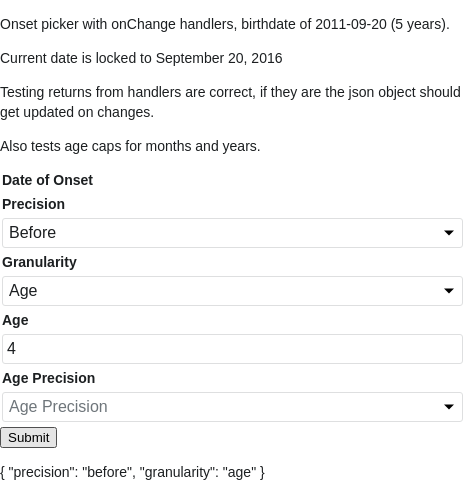 Onset picker with onChange handlers, birthdate of 2011-09-20 (5 years).
Current date is locked to September 20, 2016
Testing returns from handlers are correct, if they are the json object should
get updated on changes.
Also tests age caps for months and years.
Date of Onset
Precision
Before
Granularity
Age
Age
4
Age Precision
Age Precision
Submit
{ "precision": "before", "granularity": "age" }